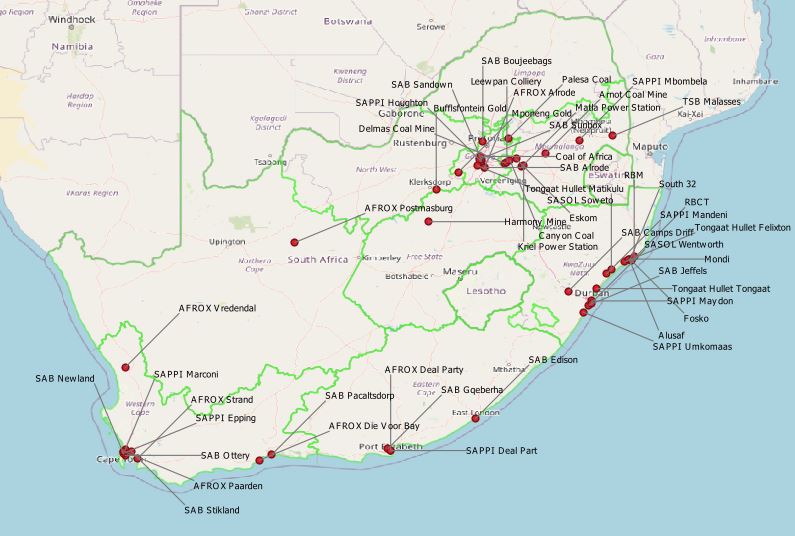 Omaheke
Region
Ghanzi District
Botswana
Serowe
Windhoek
Namibia
Kweneng
District
Limpopo
Gaza
Inhambane
Inhambane
Hardap
Region
Kgalagadi
District
Gaborone
Xai-Xai
Maputo
SAB Boujeebags
SAB Sandown
Leewpan Colliery
Palesa Coal
SAPPI Mbombela
SAPPI Houghton
AFROX Alrode
Arnot Coal Mine
TSB Malasses
Bufflsfontein Gold
Mponeng Gold
Matla Power Station
Delmas Coal Mine
SAB Sunbox
Rustenburg
Mpumalanga
Tsabong
North West
Coal of Africa
eSwatini
SAB Alrode
RBM
South 32
Klerksdorp
Vereeniging
Tongaat Hullet Matikulu
SASOL Soweto
RBCT
SAPPI Mandeni
ǁKaras Region
AFROX Postmasburg
Harmony Mine
Eskom
Newcastle
Tongaat Hullet Felixton
SAB Camps Drift
Canyon Coal
SASOL Wentworth
Upington
Kriel Power Station
Mondi
Northern
Cape
South Africa
Kimberley
Free State
Botshabelo
Maseru
KwaZulu-
Natal
SAB Jeffels
Lesotho
Durban
Tongaat Hullet Tongaat
SAPPI Maydon
AFROX Vredendal
Fosko
Alusaf
SAPPI Umkomaas
SAB Edison
Mthatha
SAB Newland
SAPPI Marconi
AFROX Deal Party
Eastern
Cape
AFROX Strand
SAB Pacaltsdorp
SAB Gqeberha
Western
Cape
SAPPI Epping
East London
AFROX Die Voor Bay
Port Elizabeth
SAPPI Deal Part
Cape Town
SAB Ottery
AFROX Paarden
SAB Stikland